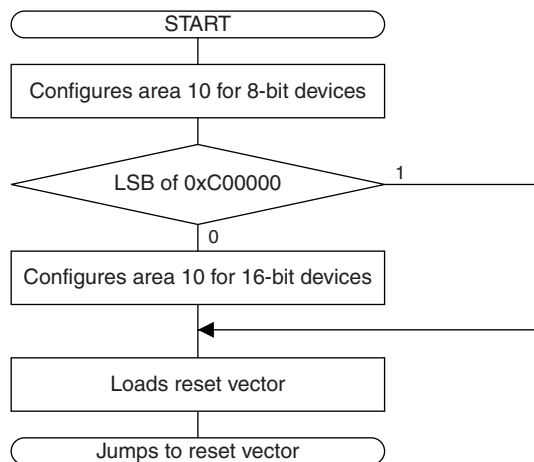 START
Configures area 10 for 8-bit devices
LSB of 0xC00000
1
0
Configures area 10 for 16-bit devices
Loads reset vector
Jumps to reset vector